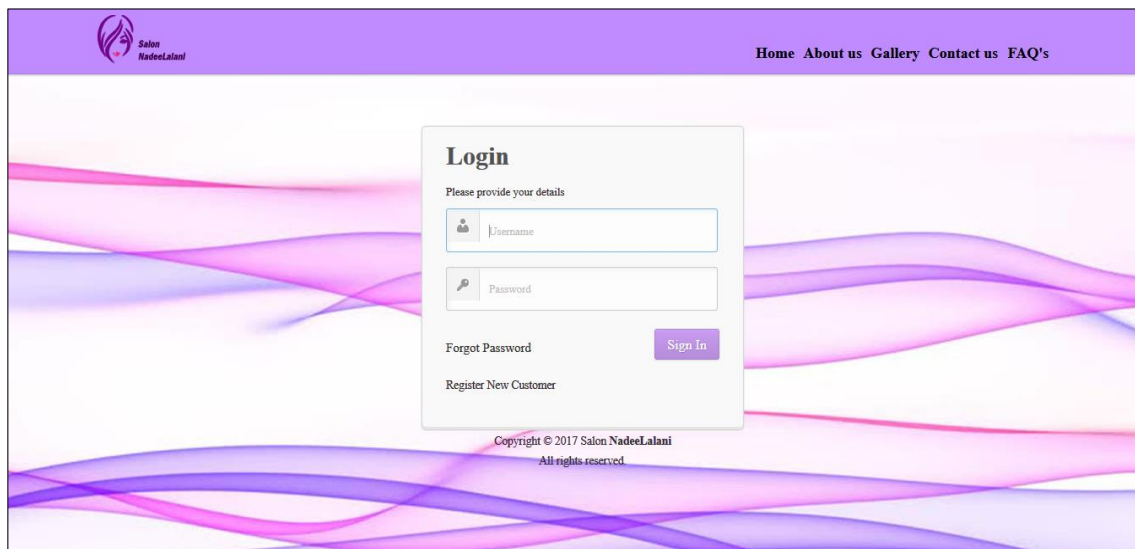 Salon
NadeeLalani
Home About us Gallery Contact us FAQ's
Login
Please provide your details
Username
Password
Forgot Password Sign In
Register New Customer
Copyright © 2017 Salon NadeeLalani
All rights reserved.